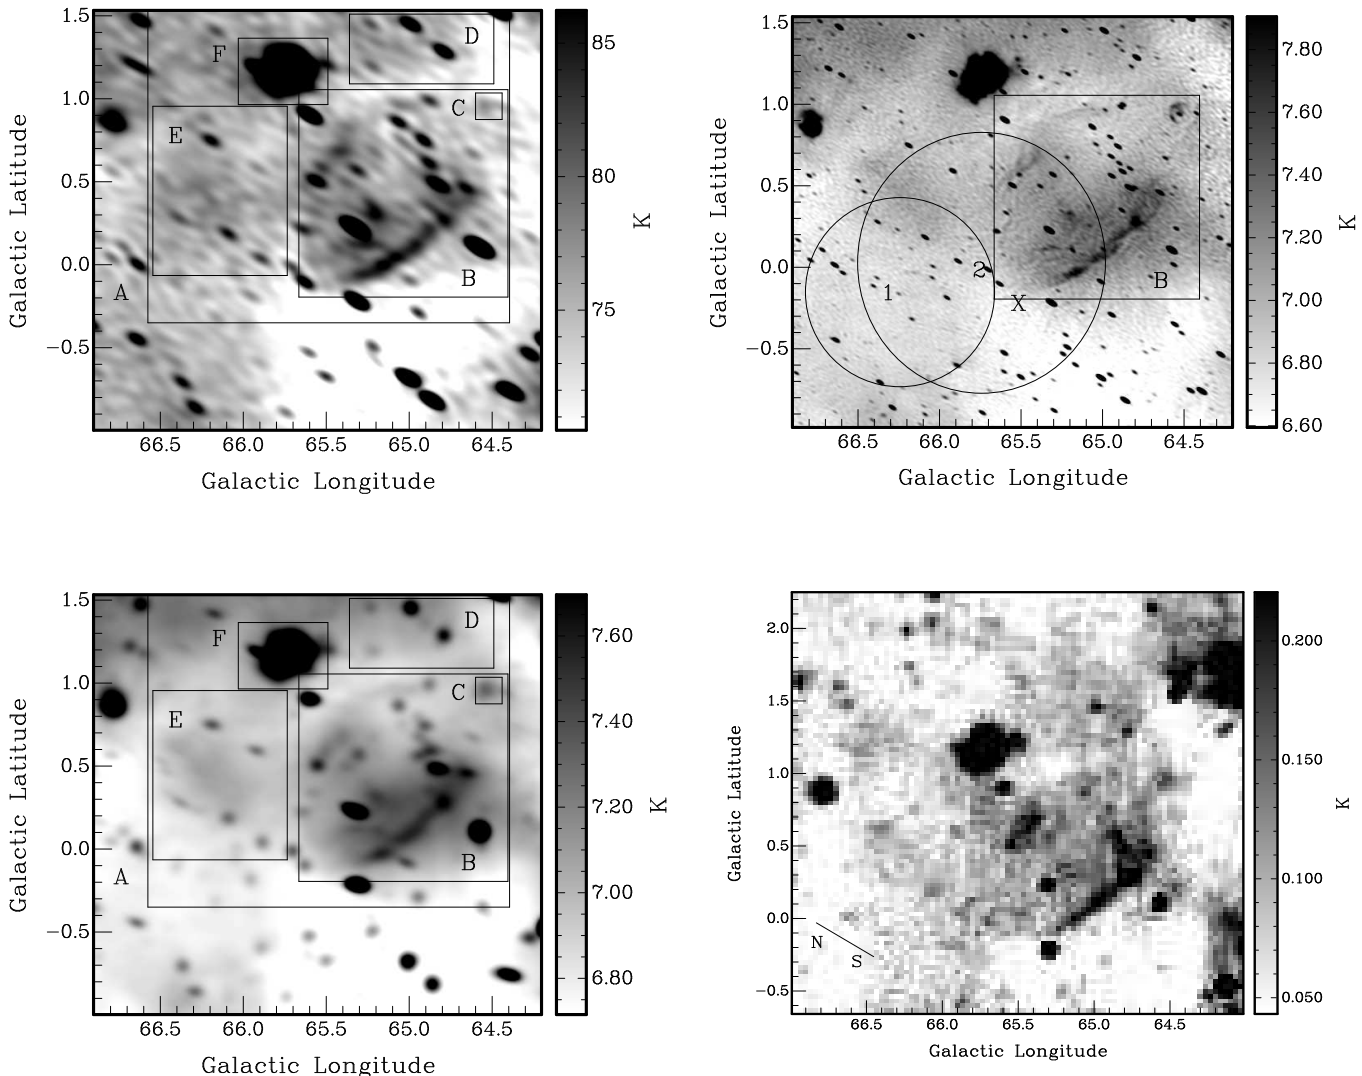 1.5
1.0
0.5
0.0
−0.5
66.5 66.0 65.5 65.0 64.5
Galactic Longitude
Galactic Latitude
A
B
C
D
E
F
85
80
75
K
1.5
1.0
0.5
0.0
−0.5
66.5 66.0 65.5 65.0 64.5
Galactic Longitude
Galactic Latitude
1
2
X
B
7.80
7.60
7.40
7.20
7.00
6.80
6.60
K
1.5
1.0
0.5
0.0
−0.5
66.5 66.0 65.5 65.0 64.5
Galactic Longitude
Galactic Latitude
A
B
C
D
E
F
7.60
7.40
7.20
7.00
6.80
K
2.0
1.5
1.0
0.5
0.0
−0.5
66.5 66.0 65.5 65.0 64.5
Galactic Longitude
Galactic Latitude
N
S
0.200
0.150
0.100
0.050
K